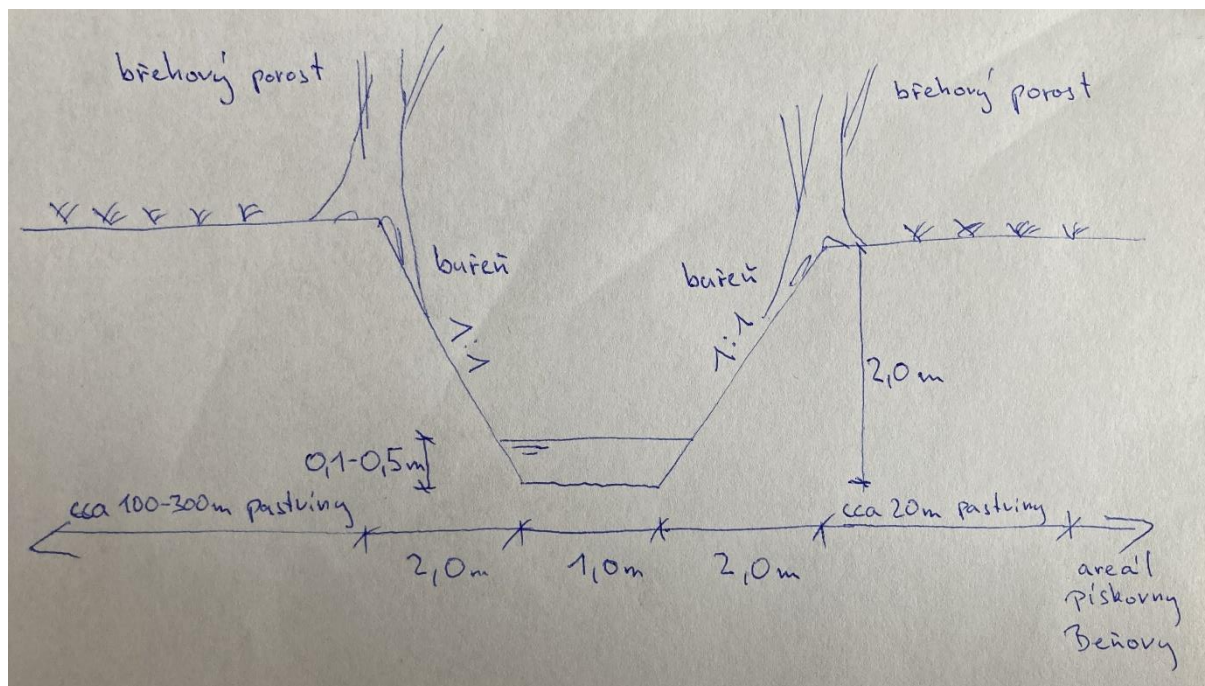 břehový porost
břehový porost
buřeň
buřeň
1:1
1:1
2,0m
0,1-0,5m
cca 100-300m pastviny
cca 20m pastviny
2,0m
1,0m
2,0m
areál
pískovny
Beňovy